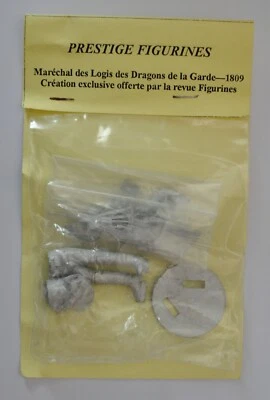 PRESTIGE FIGURINES
Maréchal des Logis des Dragons de la Garde—1809
Création exclusive offerte par la revue Figurines